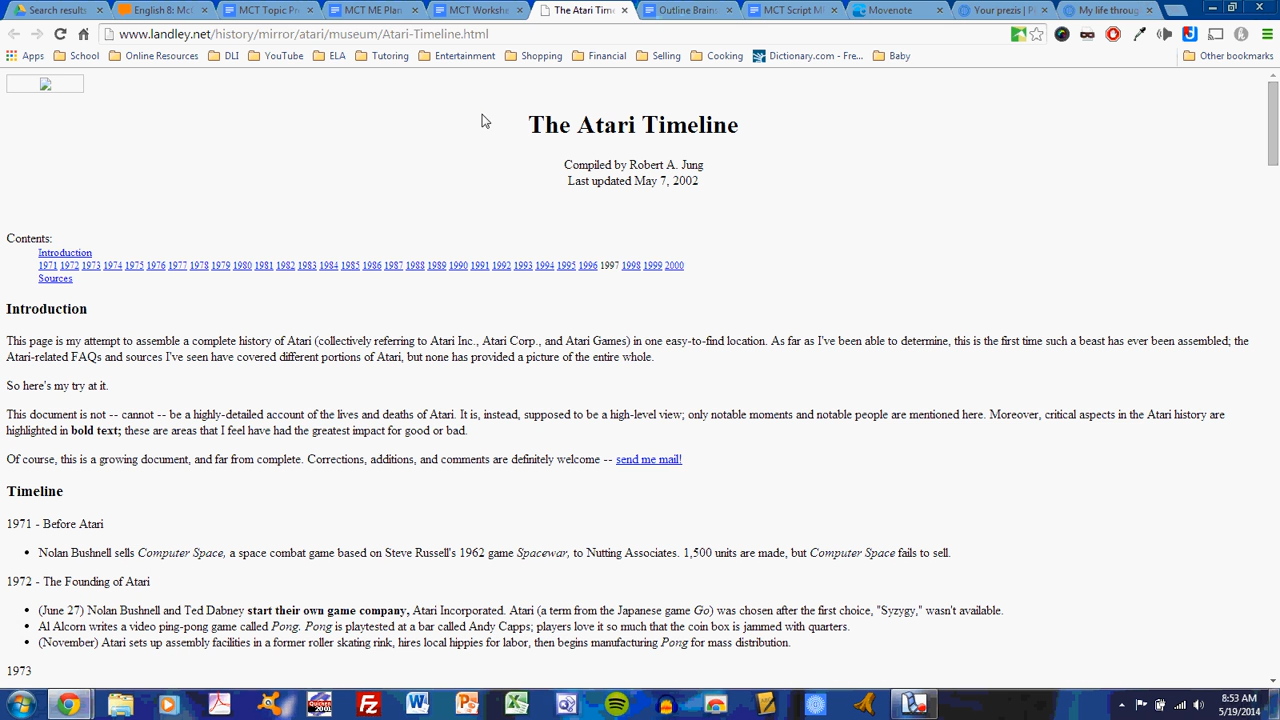 Search results
English 8: Mct
MCT Topic Pr
MCT ME Plan
MCT Workshe
The Atari Time
Outline Brains
MCT Script M
Movenote
Your prezis | P
My life throug
www.landley.net/history/mirror/atari/museum/Atari-Timeline.html
Apps School Online Resources DLI YouTube ELA Tutoring Entertainment Shopping Financial Selling Cooking Dictionary.com - Fre... Baby Other bookmarks
The Atari Timeline
Compiled by Robert A. Jung
Last updated May 7, 2002
Contents:
Introduction
1971 1972 1973 1974 1975 1976 1977 1978 1979 1980 1981 1982 1983 1984 1985 1986 1987 1988 1989 1990 1991 1992 1993 1994 1995 1996 1997 1998 1999 2000
Sources
Introduction
This page is my attempt to assemble a complete history of Atari (collectively referring to Atari Inc., Atari Corp., and Atari Games) in one easy-to-find location. As far as I've been able to determine, this is the first time such a beast has ever been assembled; the
Atari-related FAQs and sources I've seen have covered different portions of Atari, but none has provided a picture of the entire whole.
So here's my try at it.
This document is not -- cannot -- be a highly-detailed account of the lives and deaths of Atari. It is, instead, supposed to be a high-level view; only notable moments and notable people are mentioned here. Moreover, critical aspects in the Atari history are
highlighted in bold text; these are areas that I feel have had the greatest impact for good or bad.
Of course, this is a growing document, and far from complete. Corrections, additions, and comments are definitely welcome -- send me mail!
Timeline
1971 - Before Atari
• Nolan Bushnell sells Computer Space, a space combat game based on Steve Russell's 1962 game Spacewar, to Nutting Associates. 1,500 units are made, but Computer Space fails to sell.
1972 - The Founding of Atari
• (June 27) Nolan Bushnell and Ted Dabney start their own game company, Atari Incorporated. Atari (a term from the Japanese game Go) was chosen after the first choice, "Syzygy," wasn't available.
• Al Alcorn writes a video ping-pong game called Pong. Pong is playtested at a bar called Andy Capps; players love it so much that the coin box is jammed with quarters.
• (November) Atari sets up assembly facilities in a former roller skating rink, hires local hippies for labor, then begins manufacturing Pong for mass distribution.
1973
Quicken
2001
8:53 AM
5/19/2014